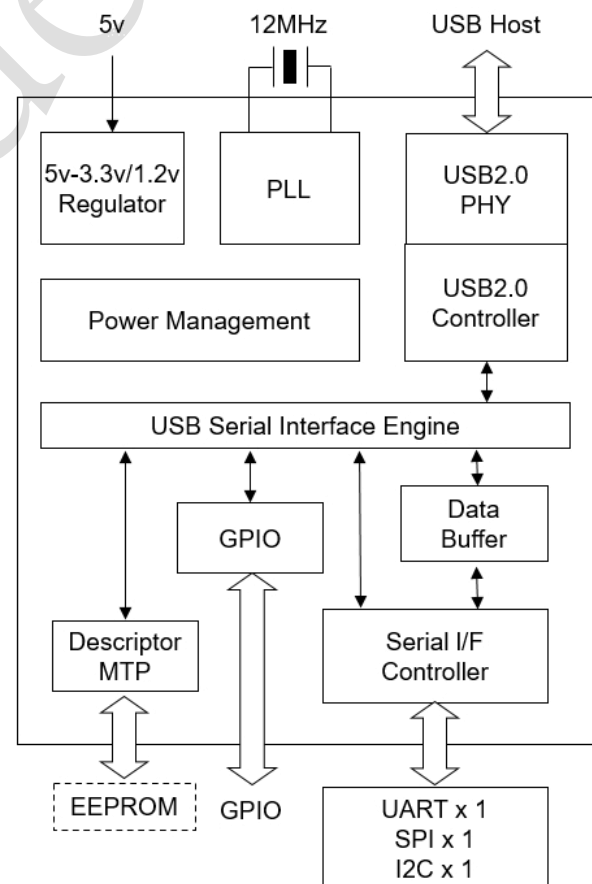 5v
12MHz
USB Host
5v-3.3v/1.2v
Regulator
PLL
USB2.0
PHY
USB2.0
Controller
Power Management
USB Serial Interface Engine
Data
Buffer
GPIO
Descriptor
MTP
Serial I/F
Controller
EEPROM
GPIO
UART x 1
SPI x 1
I2C x 1